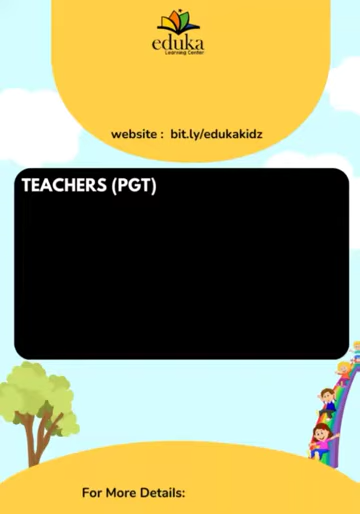 eduka
Learning Center
website : bit.ly/edukakidz
TEACHERS (PGT)
For More Details: